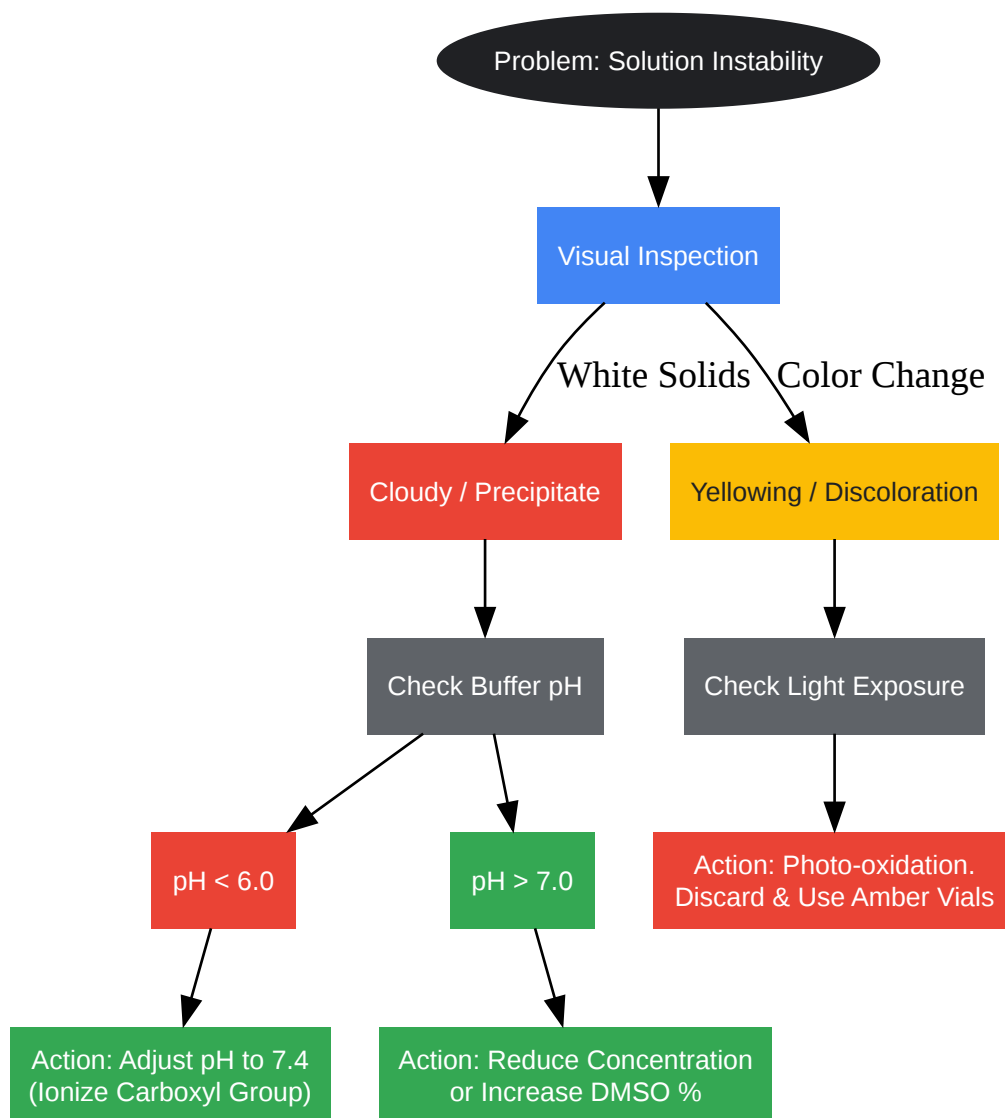 Problem: Solution Instability
Visual Inspection
White Solids
Color Change
Cloudy / Precipitate
Yellowing / Discoloration
Check Buffer pH
Check Light Exposure
pH < 6.0
pH > 7.0
Action: Photo-oxidation.
Discard & Use Amber Vials
Action: Adjust pH to 7.4
(Ionize Carboxyl Group)
Action: Reduce Concentration
or Increase DMSO %